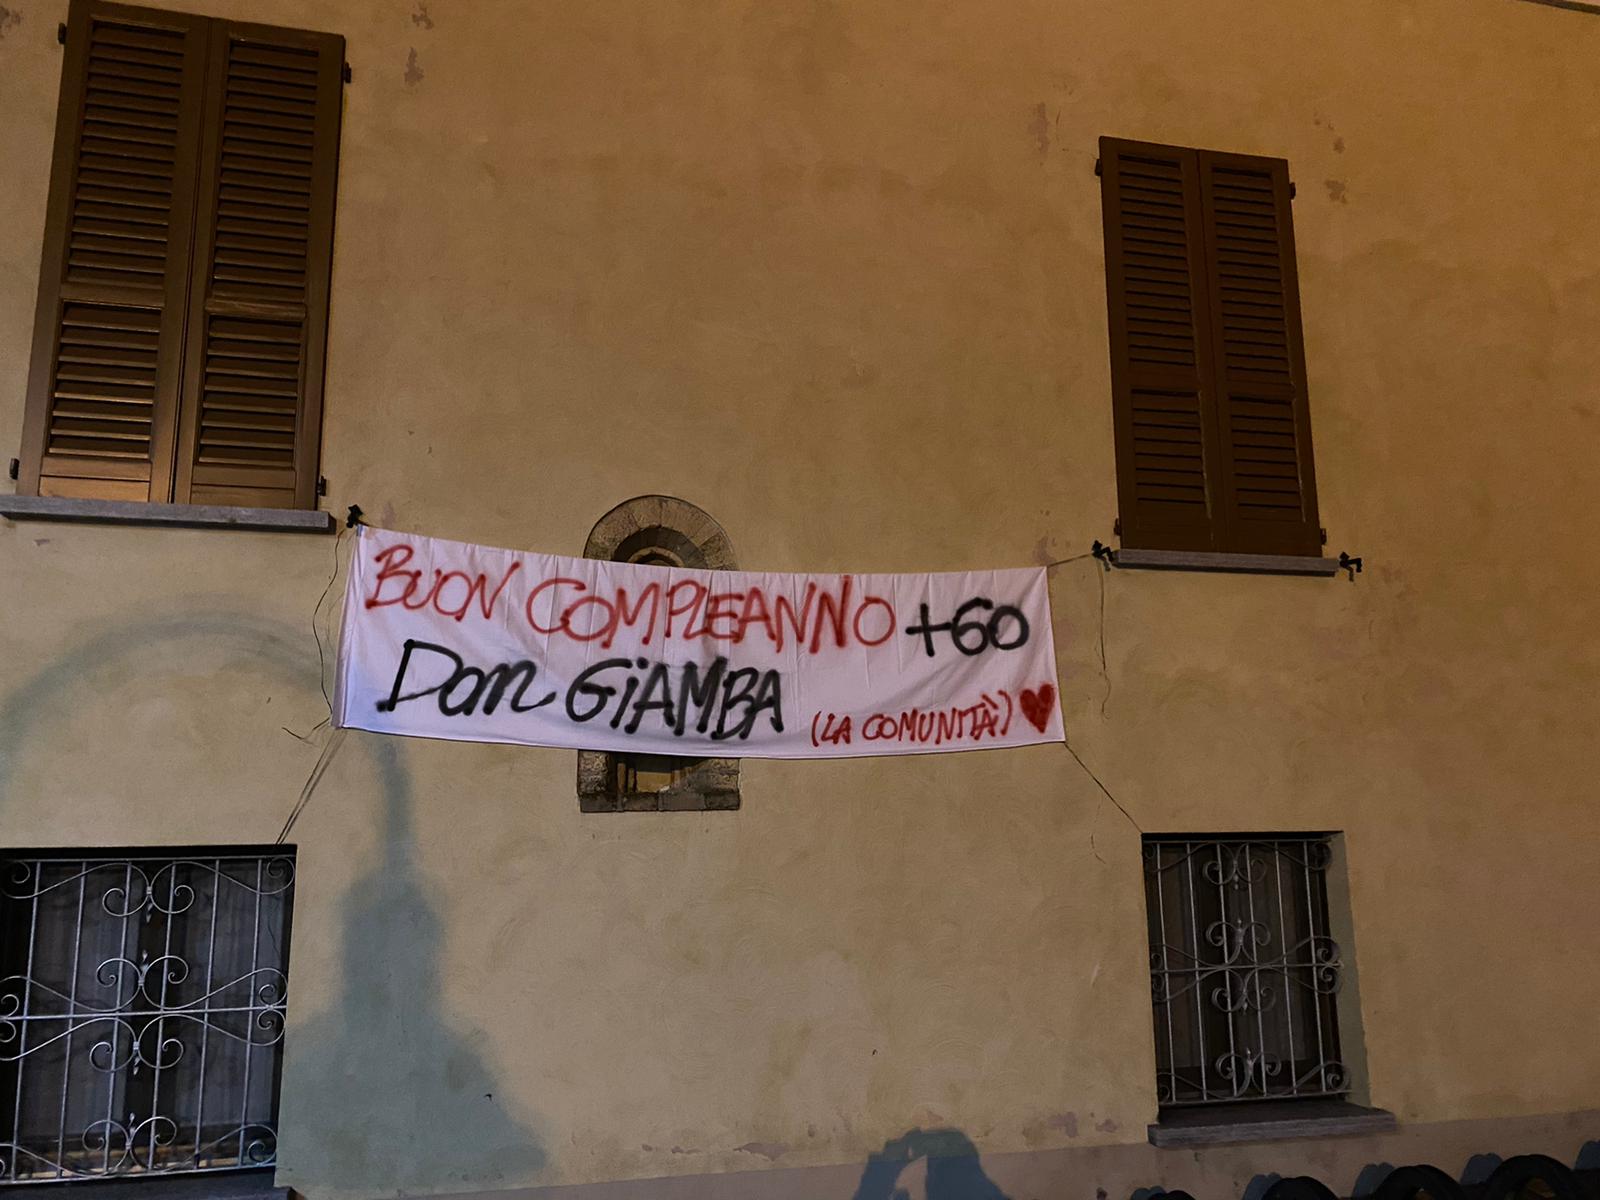 BUON COMPLEANNO +60
Don GiAMBA
(LA COMUNITÀ) ♥